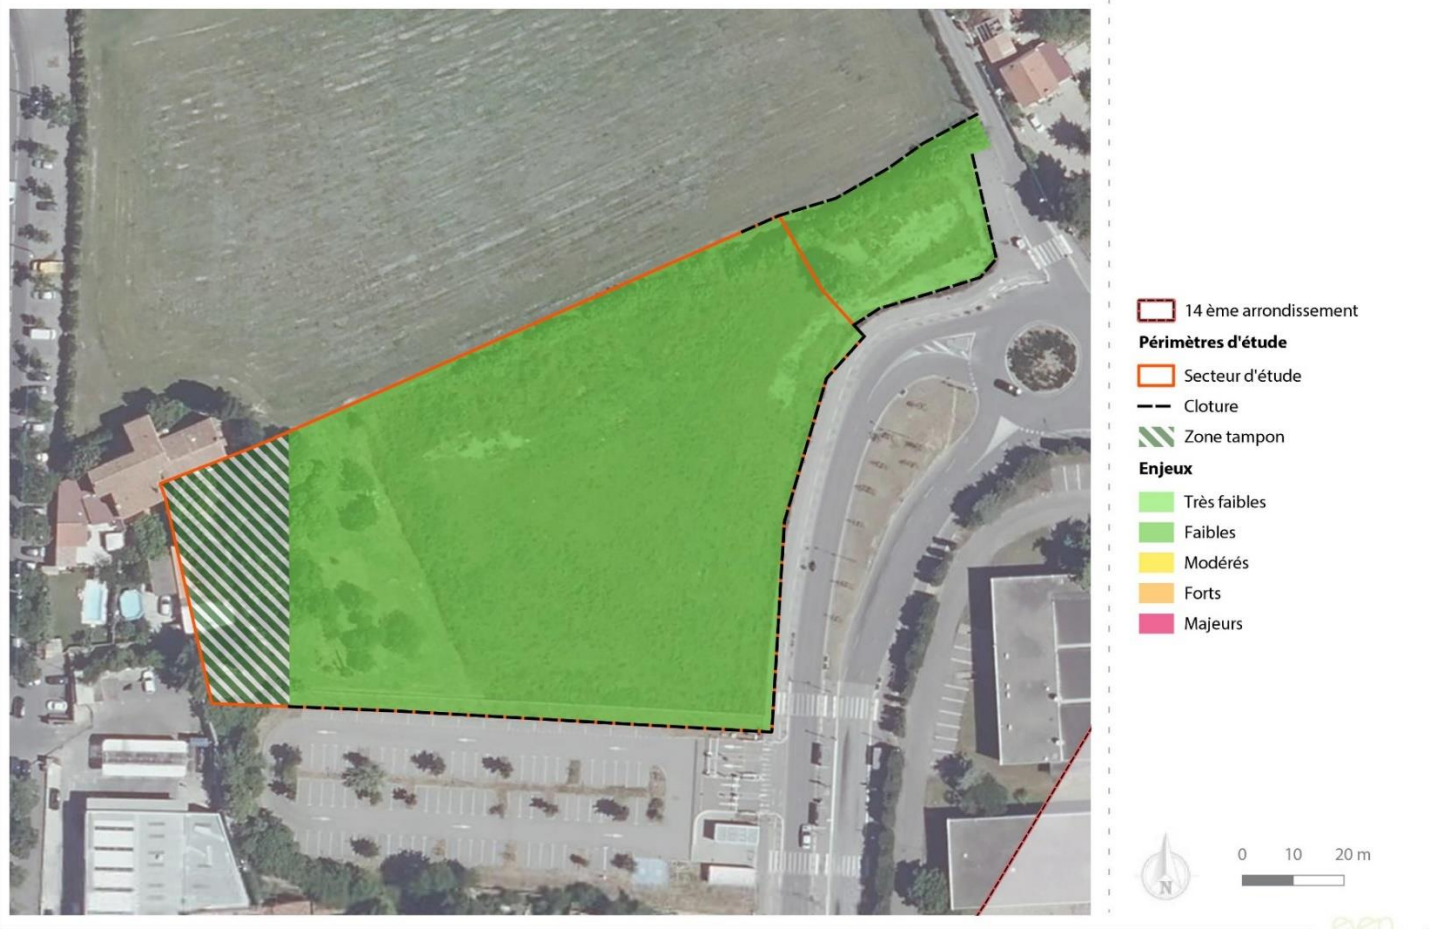 14 ème arrondissement
Périmètres d'étude
Secteur d'étude
Cloture
Zone tampon
Enjeux
Très faibles
Faibles
Modérés
Forts
Majeurs
N
0 10 20 m